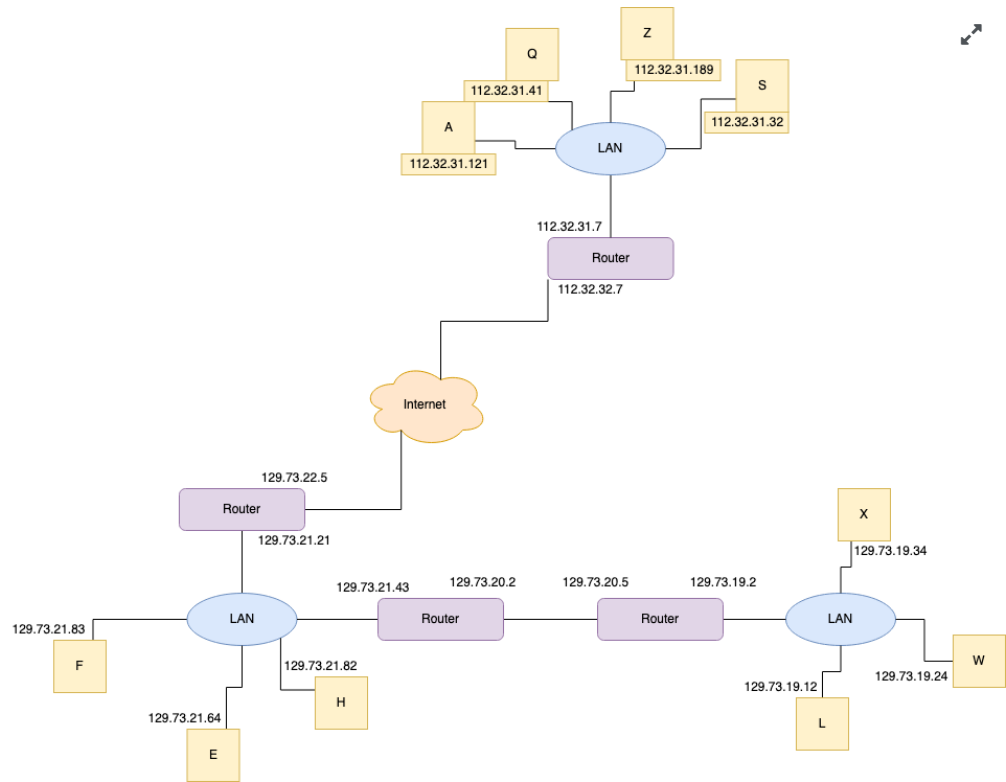 Z
Q
112.32.31.189
S
112.32.31.41
112.32.31.32
A
LAN
112.32.31.121
112.32.31.7
Router
112.32.32.7
Internet
129.73.22.5
Router
129.73.21.21
X
129.73.19.34
129.73.21.43
129.73.20.2
129.73.20.5
129.73.19.2
LAN
Router
Router
LAN
129.73.21.83
F
129.73.21.82
H
129.73.19.12
129.73.19.24
W
129.73.21.64
E
L